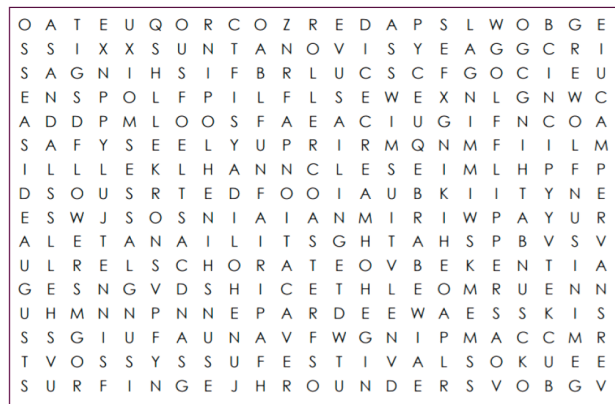 O A T E U Q O R C O Z R E D A P S L W O B G E
S S I X X S U N T A N O V I S Y E A G G C R I
S A G N I H S I F B R L U C S C F G O C I E U
E N S P O L F P I L F L S E W E X N L G N W C
A D D P M L O O S F A E A C I U G I F N C O A
S A F Y S E E L Y U P R I R M Q N M F I I L M
I L L L E K L H A N N C L E S E I M L H P F P
D S O U S R T E D F O O I A U B K I I T Y N E
E S W J S O S N I A I A N M I R I W P A Y U R
A L E T A N A I L I T S G H T A H S P B V S V
U L R E L S C H O R A T E O V B E K E N T I A
G E S N G V D S H I C E T H L E O M R U E N N
U H M N N P N N E P A R D E E W A E S S K I S
S S G I U F A U N A V F W G N I P M A C C M R
T V O S S Y S S U F E S T I V A L S O K U E E
S U R F I N G E J H R O U N D E R S V O B G V